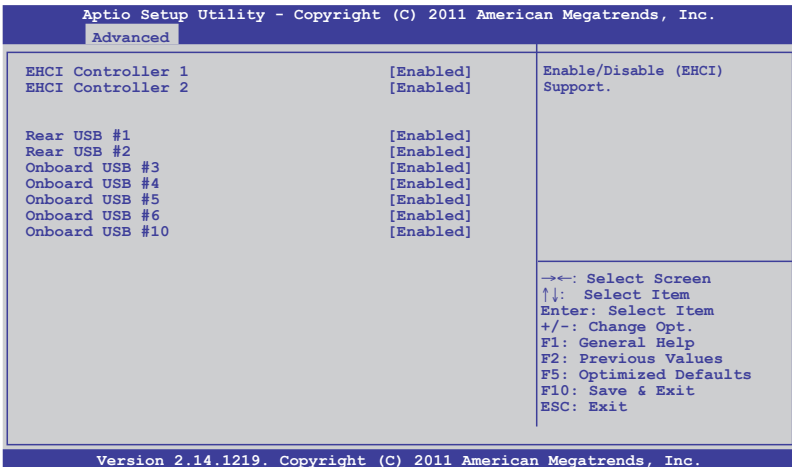 Aptio Setup Utility - Copyright (C) 2011 American Megatrends, Inc.
Advanced
EHCI Controller 1 [Enabled]
EHCI Controller 2 [Enabled]
Rear USB #1 [Enabled]
Rear USB #2 [Enabled]
Onboard USB #3 [Enabled]
Onboard USB #4 [Enabled]
Onboard USB #5 [Enabled]
Onboard USB #6 [Enabled]
Onboard USB #10 [Enabled]
Enable/Disable (EHCI)
Support.
→←: Select Screen
↑↓: Select Item
Enter: Select Item
+/-: Change Opt.
F1: General Help
F2: Previous Values
F5: Optimized Defaults
F10: Save & Exit
ESC: Exit
Version 2.14.1219. Copyright (C) 2011 American Megatrends, Inc.